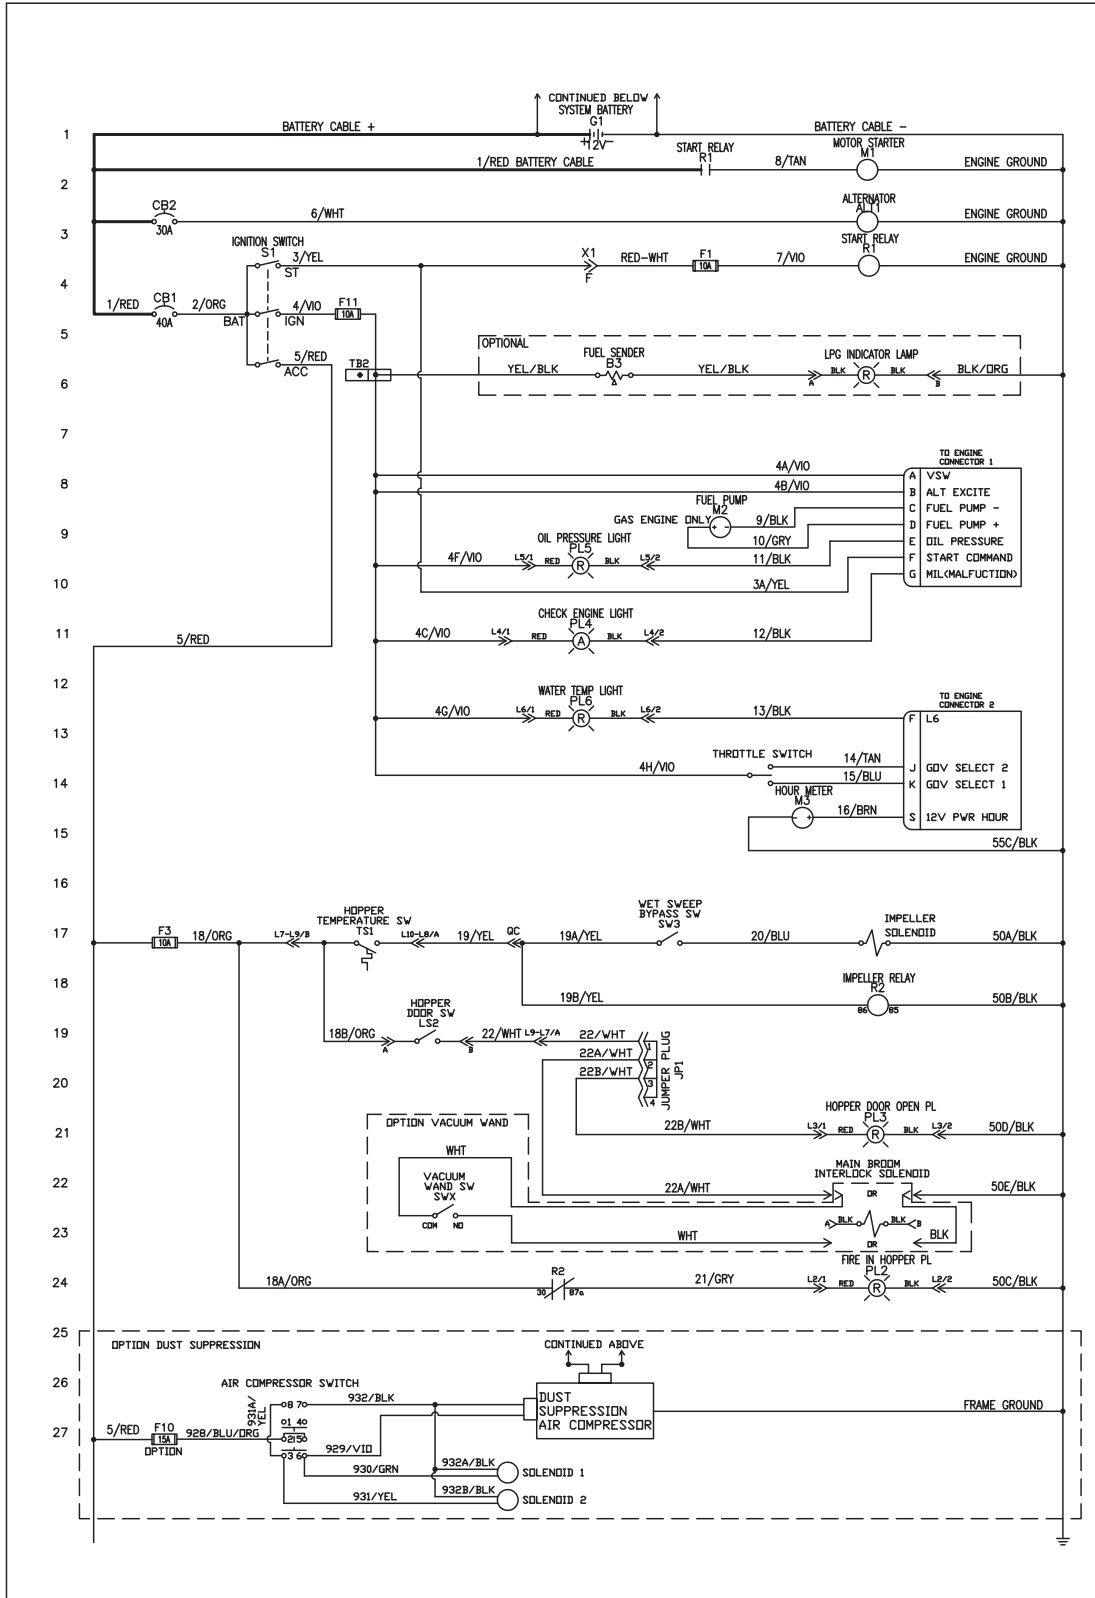 CONTINUED BELOW
SYSTEM BATTERY
G1
1 BATTERY CABLE + +12V- BATTERY CABLE -
START RELAY MOTOR STARTER
1/RED BATTERY CABLE R1 8/TAN M1 ENGINE GROUND
2
ALTERNATOR
CB2 6/WHT ALT1 ENGINE GROUND
30A
3
IGNITION SWITCH START RELAY
S1 3/YEL X1 RED-WHT F1 7/VIO R1 ENGINE GROUND
ST F 10A
4
1/RED CB1 2/ORG 4/VIO F11
40A BAT IGN 10A
5
OPTIONAL
5/RED TB2 FUEL SENDER LPG INDICATOR LAMP
ACC YEL/BLK B3 YEL/BLK BLK R BLK/ORG
A B
6
7
TO ENGINE
CONNECTOR 1
4A/VIO A VSW
8
4B/VIO B ALT EXCITE
FUEL PUMP
M2 C FUEL PUMP -
GAS ENGINE ONLY + - 9/BLK D FUEL PUMP +
9
OIL PRESSURE LIGHT 10/GRY E OIL PRESSURE
PL5
4F/VIO L5/1 RED R BLK L5/2 11/BLK F START COMMAND
G MIL(MALFUCTION)
10 3A/YEL
CHECK ENGINE LIGHT
PL4
11 5/RED 4C/VIO L4/1 RED A BLK L4/2 12/BLK
12
WATER TEMP LIGHT TO ENGINE
PL6 CONNECTOR 2
4G/VIO L6/1 RED R BLK L6/2 13/BLK F L6
13
THROTTLE SWITCH 14/TAN
4H/VIO J GOV SELECT 2
14 15/BLU K GOV SELECT 1
HOUR METER
M3
- + 16/BRN S 12V PWR HOUR
15
55C/BLK
16
HOPPER WET SWEEP
TEMPERATURE SW BYPASS SW IMPELLER
17 F3 18/ORG L7-L9/B TS1 L10-L8/A 19/YEL QC 19A/YEL SW3 20/BLU SOLENOID 50A/BLK
10A
18 IMPELLER RELAY
R2
19B/YEL 86 85 50B/BLK
HOPPER
19 DOOR SW
18B/ORG LS2 22/WHT L9-L7/A 22/WHT 1
A B
22A/WHT 2
20 22B/WHT 3
4
JUMPER PLUG
JP1
HOPPER DOOR OPEN PL
OPTION VACUUM WAND PL3
21 22B/WHT L3/1 RED R BLK L3/2 50D/BLK
WHT
MAIN BROOM
VACUUM INTERLOCK SOLENOID
22 WAND SW 22A/WHT OR 50E/BLK
SWX
COM NO A BLK BLK B
23 WHT OR BLK
FIRE IN HOPPER PL
24 18A/ORG R2 21/GRY PL2
30 87a L2/1 RED R BLK L2/2 50C/BLK
25
OPTION DUST SUPPRESSION CONTINUED ABOVE
26
AIR COMPRESSOR SWITCH
931A/
YEL
8 7 932/BLK DUST
SUPPRESSION
AIR COMPRESSOR
FRAME GROUND
1 4
27 5/RED F10 928/BLU/ORG 2 5
15A
OPTION
3 6 929/VIO
930/GRN 932A/BLK SOLENOID 1
931/YEL 932B/BLK SOLENOID 2